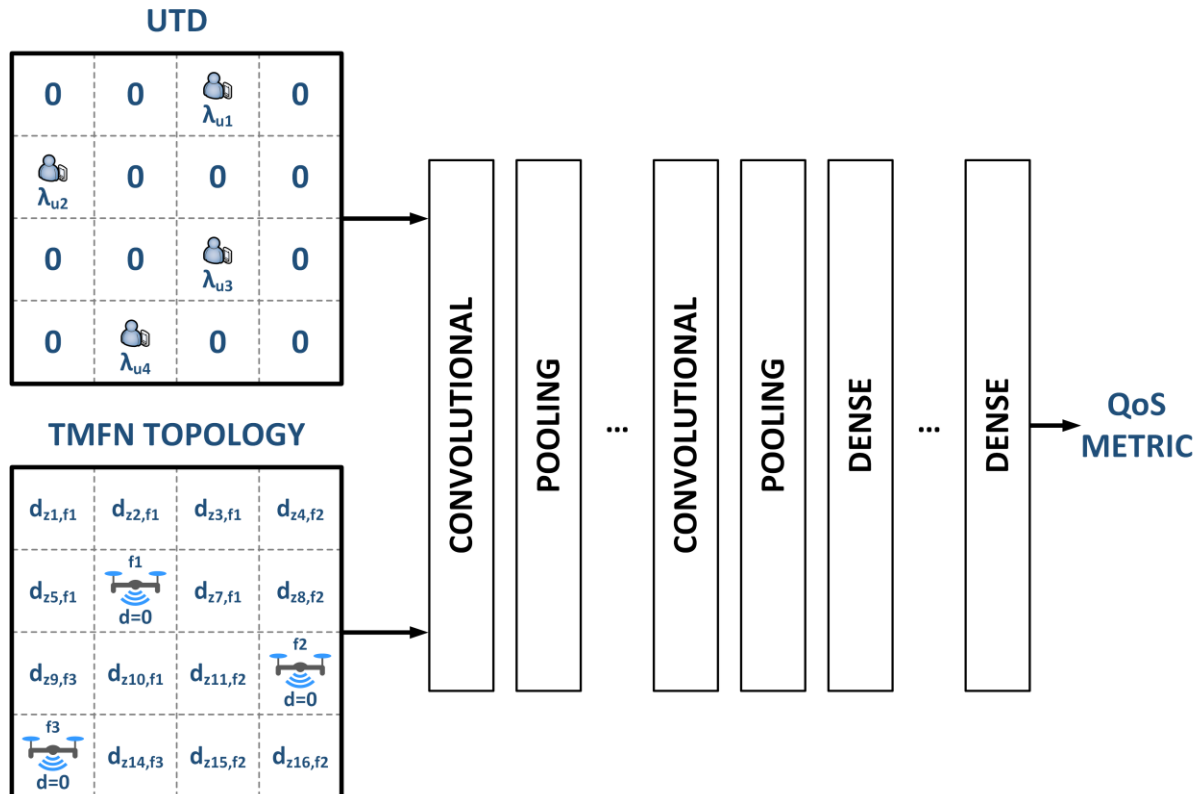 UTD
0 0 0
λu1
0 0 0
λu2
0 0 0
λu3
0 0 0
λu4
TMFN TOPOLOGY
dz1,f1 dz2,f1 dz3,f1 dz4,f2
f1
dz5,f1 dz7,f1 dz8,f2
d=0
f2
dz9,f3 dz10,f1 dz11,f2
d=0
f3
dz14,f3 dz15,f2 dz16,f2
d=0
CONVOLUTIONAL
POOLING
...
CONVOLUTIONAL
POOLING
DENSE
...
DENSE
QoS
METRIC